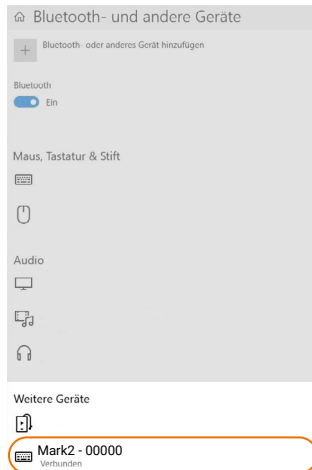 Bluetooth- und andere Geräte
Bluetooth- oder anderes Gerät hinzufügen
Bluetooth
Ein
Maus, Tastatur & Stift
Audio
Weitere Geräte
Mark2 - 00000
Verbunden